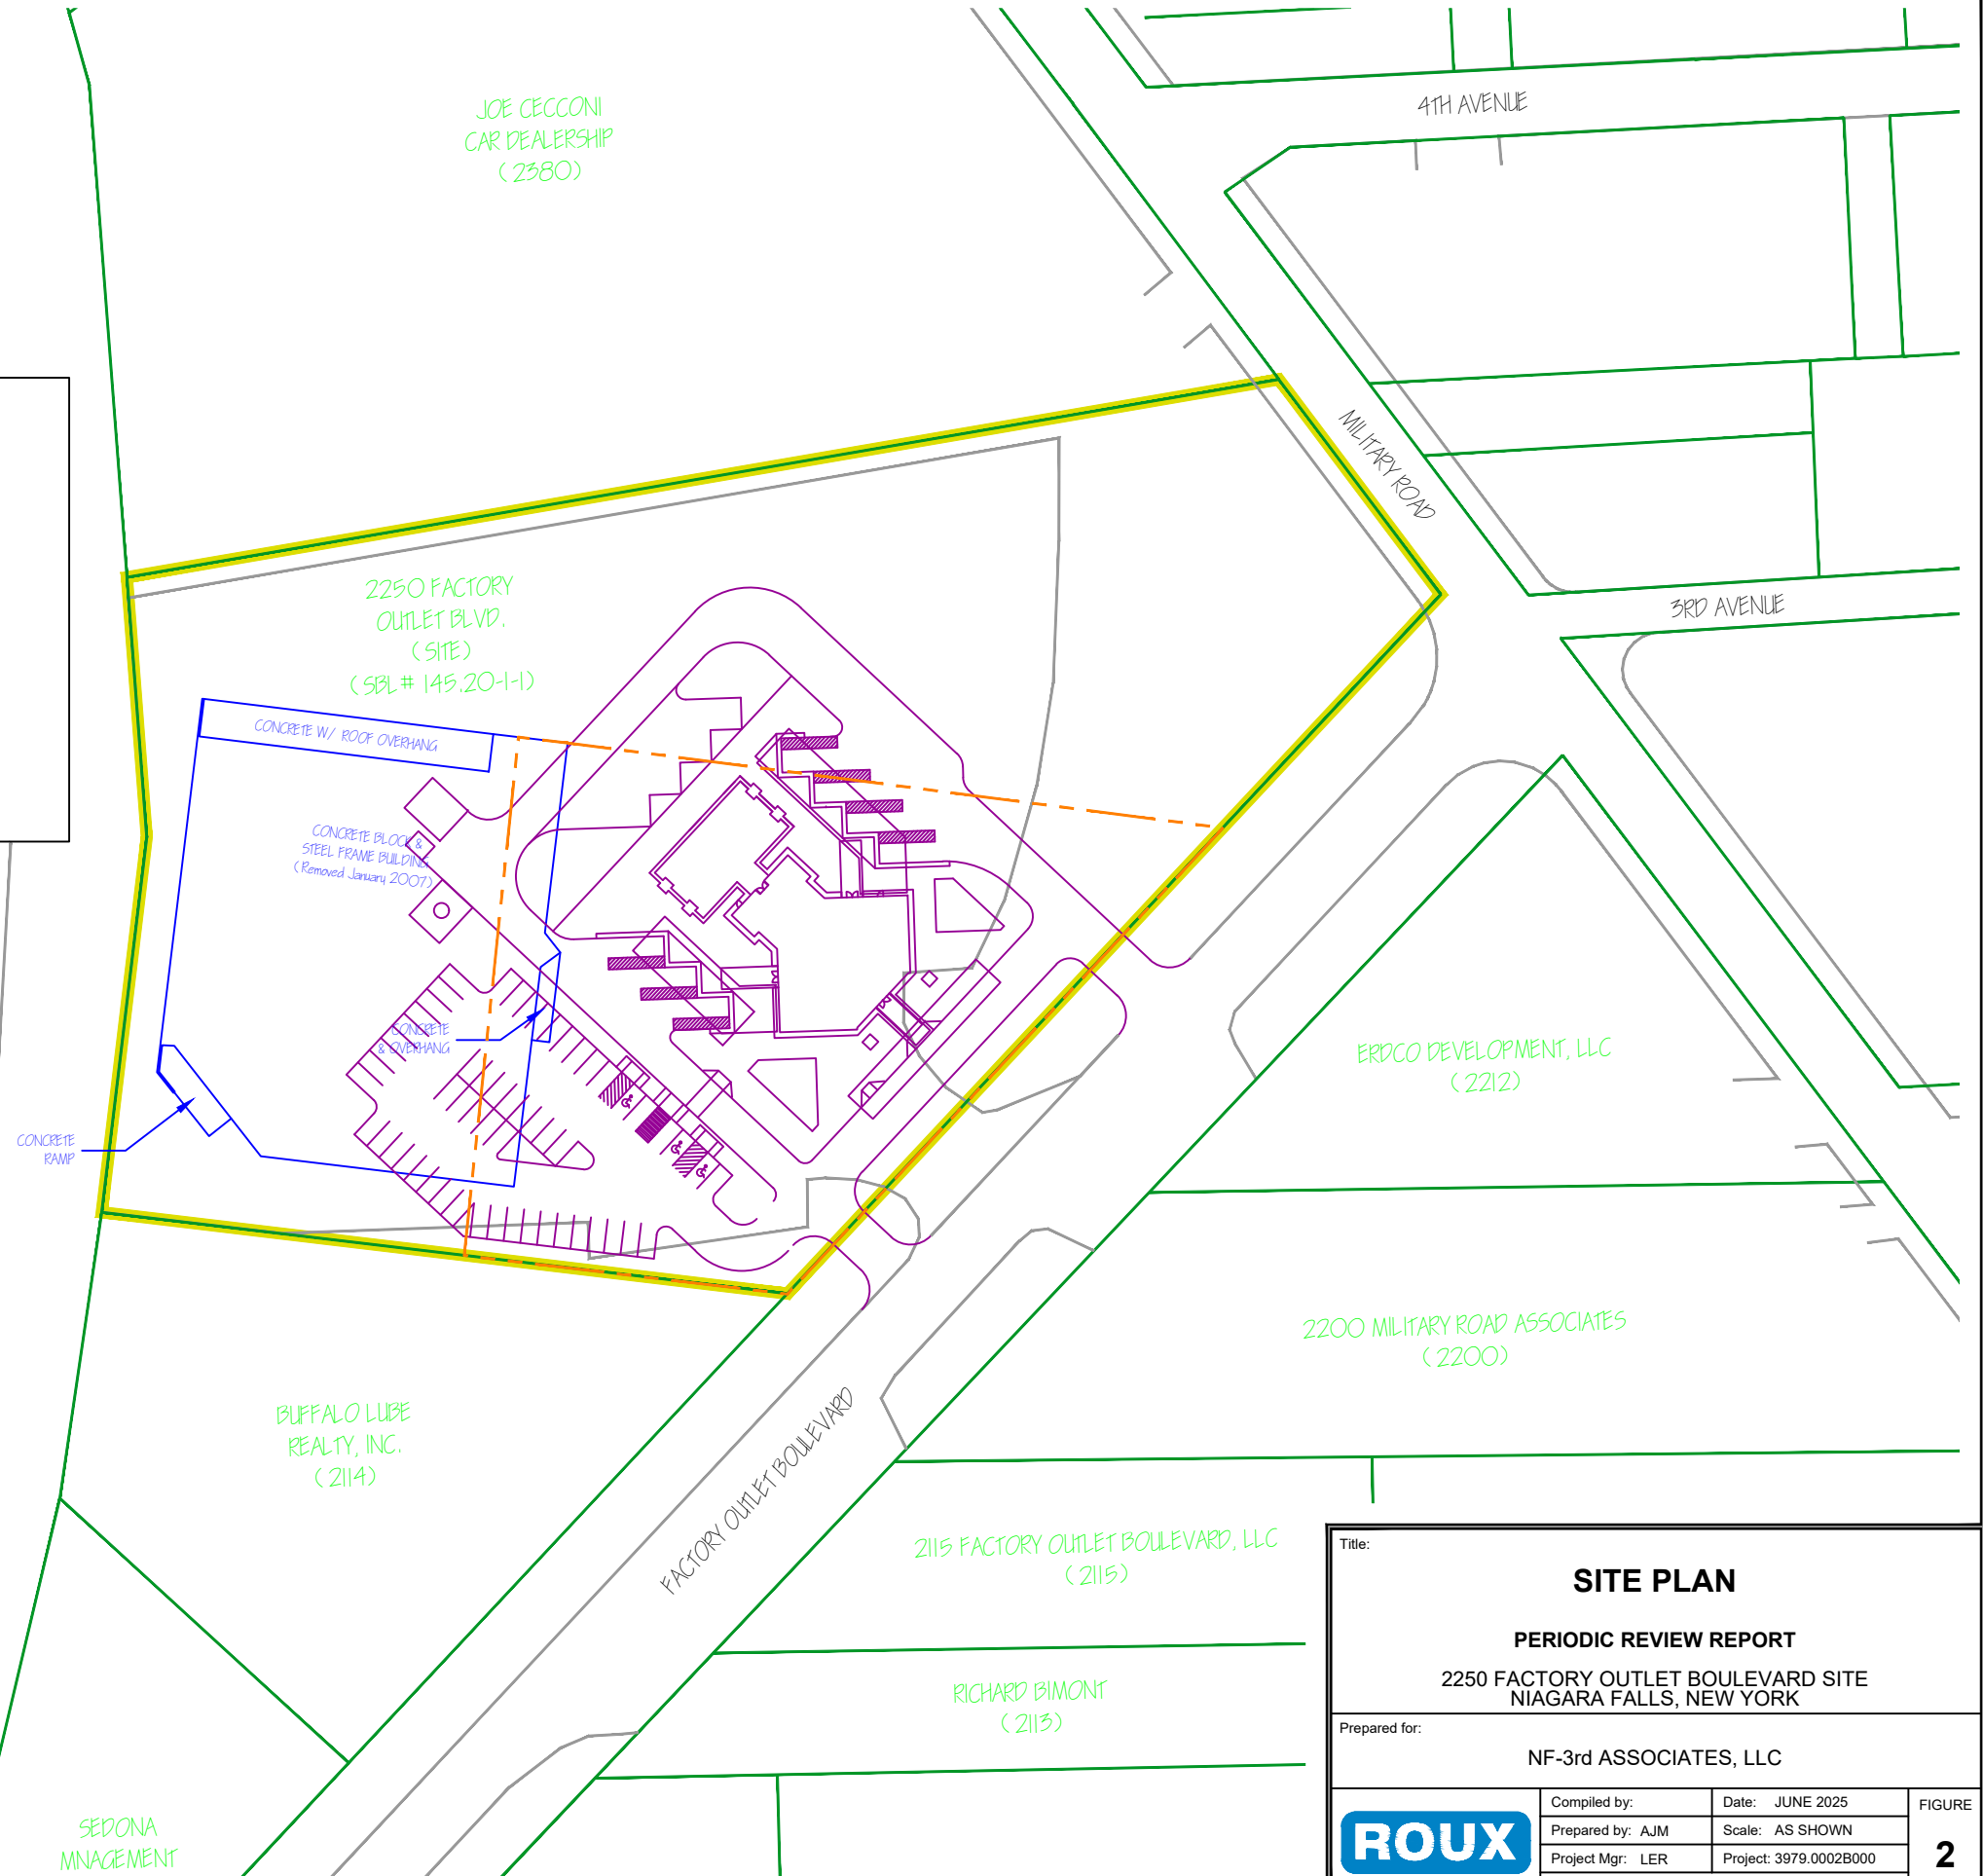 JOE CECCONI
CAR DEALERSHIP
(2380)
4TH AVENUE
MILITARY ROAD
3RD AVENUE
2250 FACTORY
OUTLET BLVD.
(SITE)
(SBL# 145.20-1-1)
CONCRETE W/ ROOF OVERHANG
CONCRETE BLOCK &
STEEL FRAME BUILDING
(Removed January 2007)
CONCRETE
& OVERHANG
CONCRETE
RAMP
ERDCO DEVELOPMENT, LLC
(2212)
2200 MILITARY ROAD ASSOCIATES
(2200)
BUFFALO LUBE
REALTY, INC.
(2114)
FACTORY OUTLET BOULEVARD
2115 FACTORY OUTLET BOULEVARD, LLC
(2115)
RICHARD BIMONT
(2113)
SEDONA
MNAGEMENT
Title:
SITE PLAN
PERIODIC REVIEW REPORT
2250 FACTORY OUTLET BOULEVARD SITE
NIAGARA FALLS, NEW YORK
Prepared for:
NF-3rd ASSOCIATES, LLC
ROUX
Compiled by:
Date: JUNE 2025
FIGURE
Prepared by: AJM
Scale: AS SHOWN
2
Project Mgr: LER
Project: 3979.0002B000